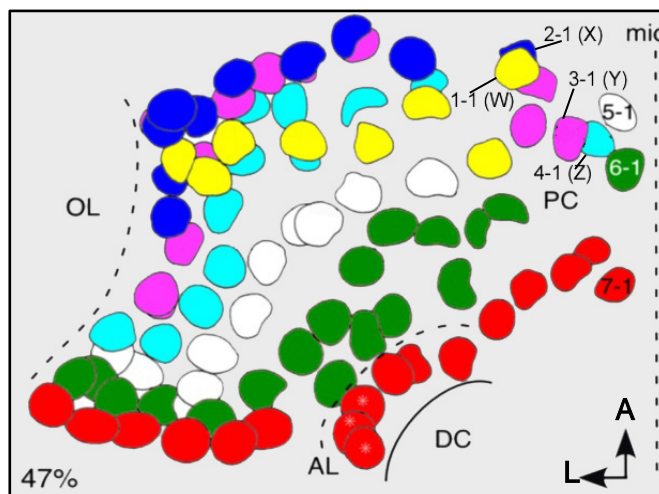 2-1 (X)
mid
3-1 (Y)
1-1 (W)
5-1
4-1 (Z)
6-1
OL
PC
7-1
A
DC
L
AL
47%